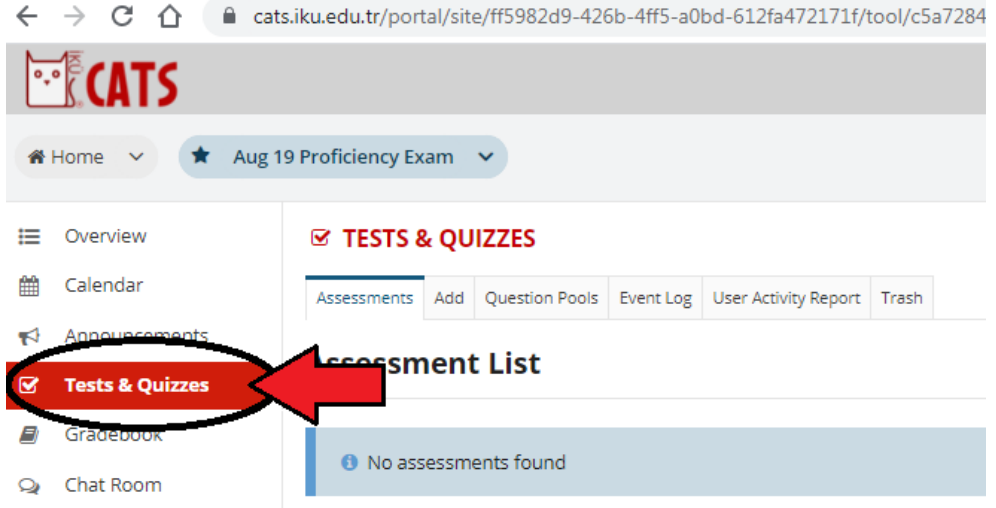 cats.iku.edu.tr/portal/site/ff5982d9-426b-4ff5-a0bd-612fa472171f/tool/c5a7284
İKÜ CATS
Home Aug 19 Proficiency Exam
Overview
Calendar
Announcements
Tests & Quizzes
Gradebook
Chat Room
TESTS & QUIZZES
Assessments Add Question Pools Event Log User Activity Report Trash
Assessment List
No assessments found